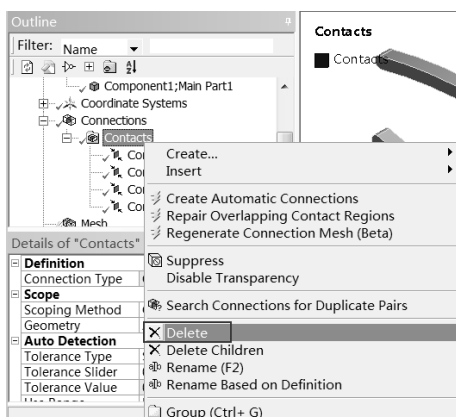 Outline
Filter: Name
Component1;Main Part1
Coordinate Systems
Connections
Contacts
Co
Co
Co
Co
Mesh
Contacts
Contacts
Create...
Insert
Create Automatic Connections
Repair Overlapping Contact Regions
Regenerate Connection Mesh (Beta)
Suppress
Disable Transparency
Search Connections for Duplicate Pairs
Delete
Delete Children
Rename (F2)
Rename Based on Definition
Group (Ctrl+ G)
Details of "Contacts"
Definition
Connection Type
Scope
Scoping Method
Geometry
Auto Detection
Tolerance Type
Tolerance Slider
Tolerance Value
Use Range